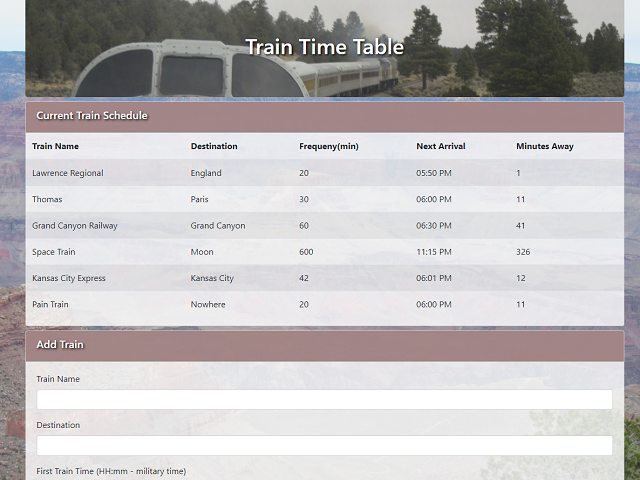 Train Time Table
Current Train Schedule
Train Name Destination Frequeny(min) Next Arrival Minutes Away
Lawrence Regional England 20 05:50 PM 1
Thomas Paris 30 06:00 PM 11
Grand Canyon Railway Grand Canyon 60 06:30 PM 41
Space Train Moon 600 11:15 PM 326
Kansas City Express Kansas City 42 06:01 PM 12
Pain Train Nowhere 20 06:00 PM 11
Add Train
Train Name
Destination
First Train Time (HH:mm - military time)